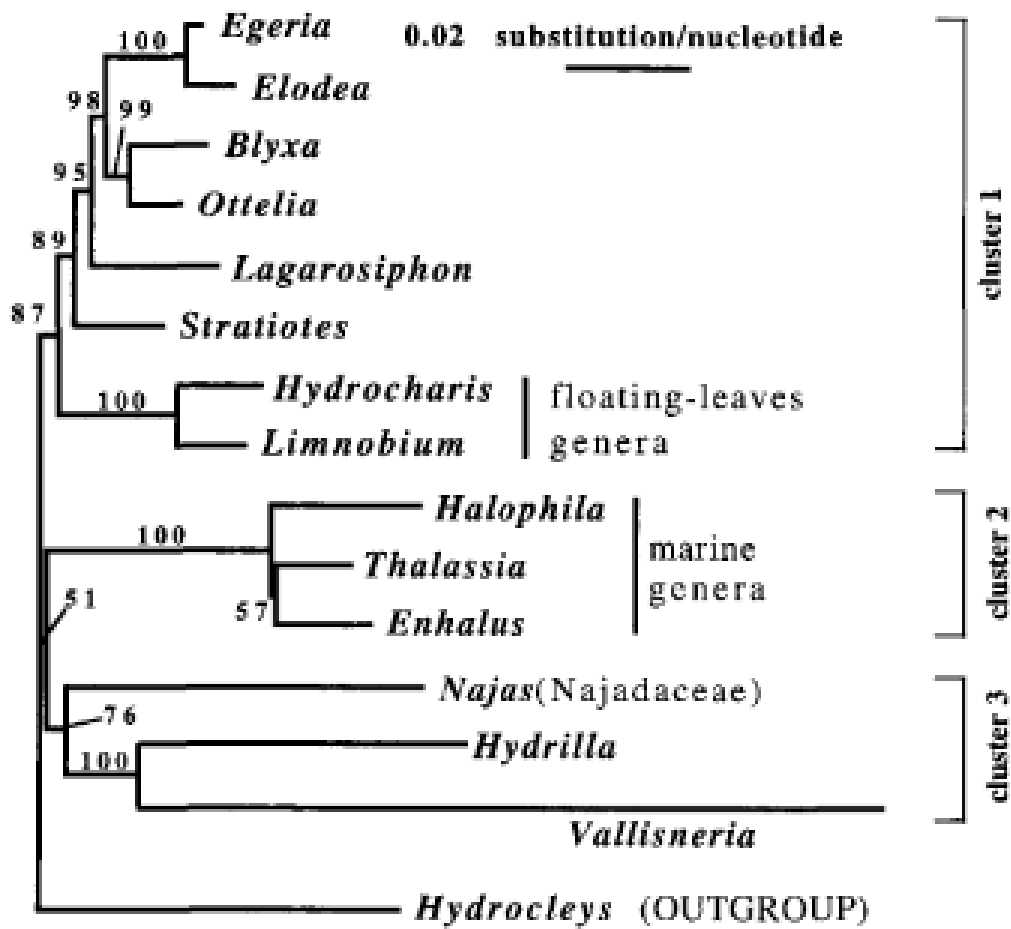 Egeria
0.02 substitution/nucleotide
100
Elodea
98
99
Blyxa
95
Ottelia
89
Lagarosiphon
87
Stratiotes
cluster 1
100
Hydrocharis
Limnobium
floating-leaves
genera
Halophila
100
Thalassia
marine
genera
57
Enhalus
cluster 2
51
Najas(Najadaceae)
76
Hydrilla
100
Vallisneria
cluster 3
Hydrocleys (OUTGROUP)